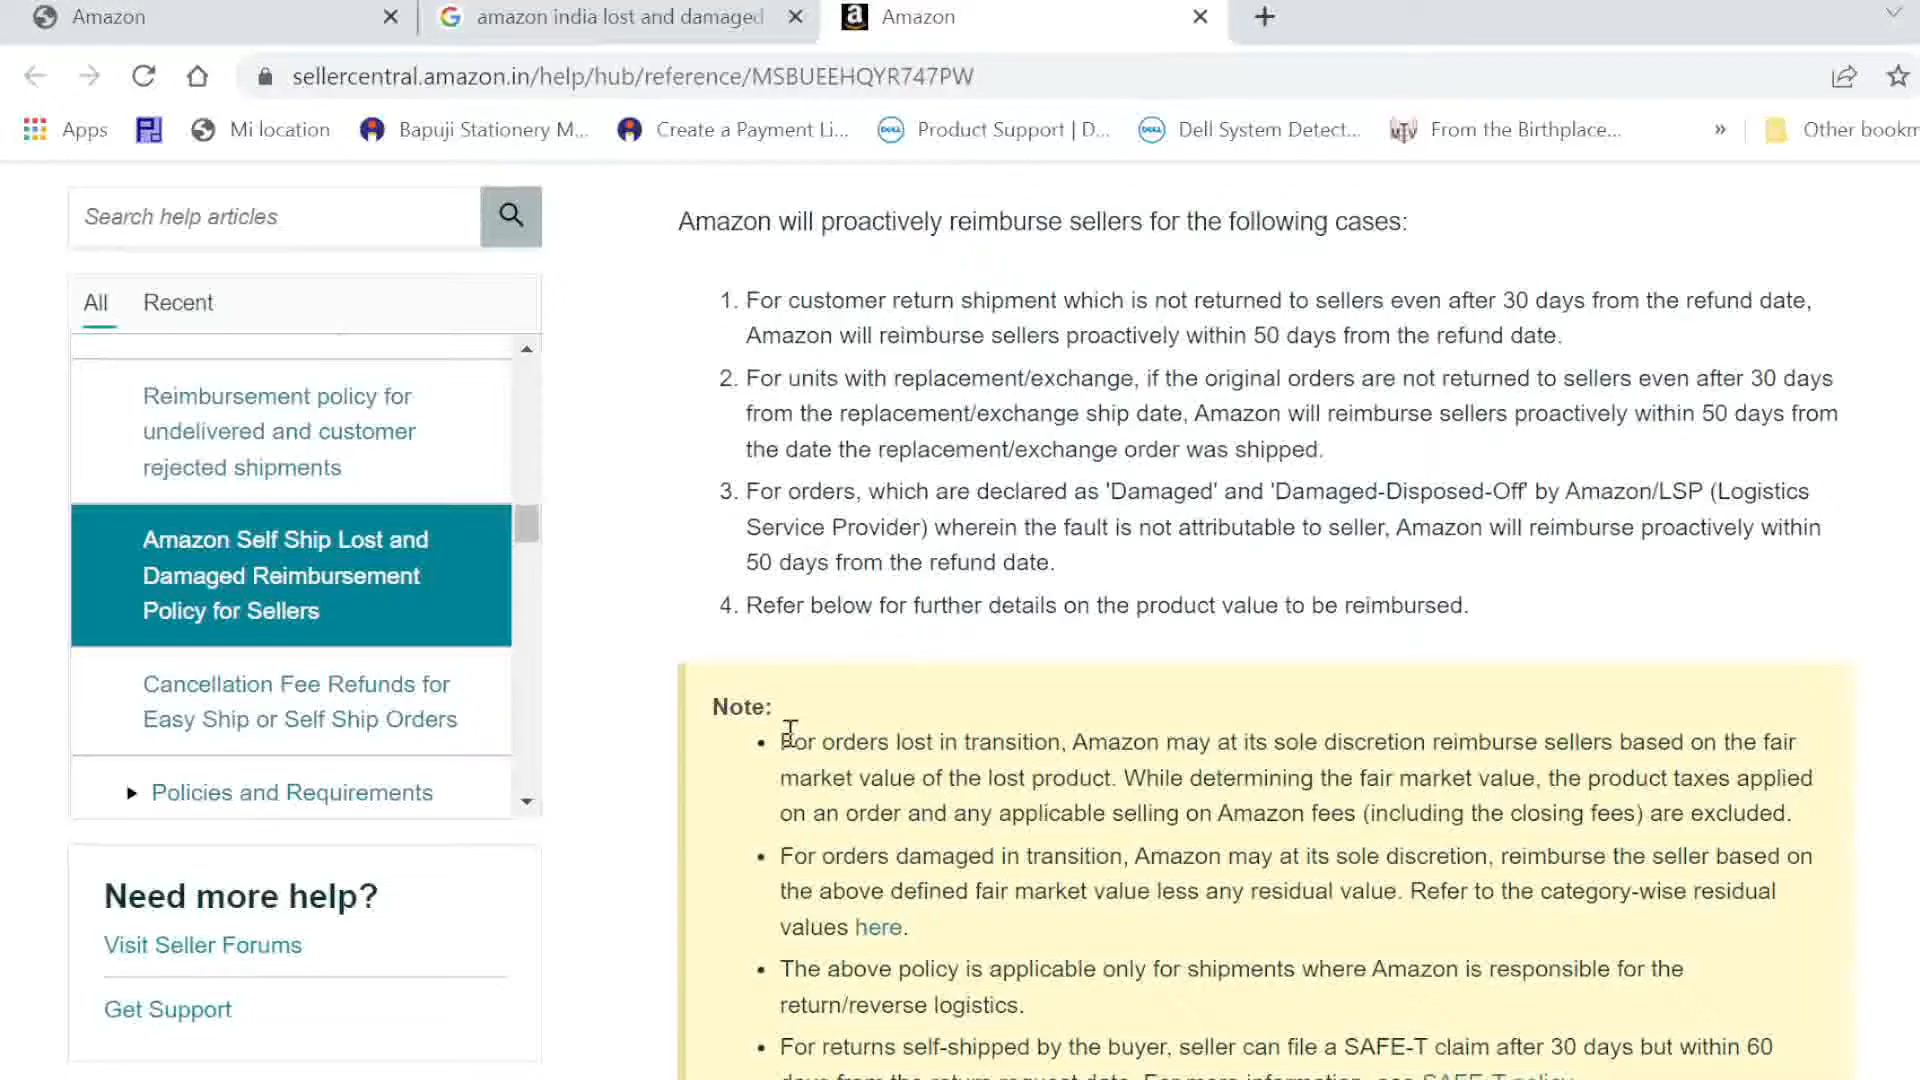 Amazon
amazon india lost and damaged
Amazon
sellercentral.amazon.in/help/hub/reference/MSBUEEHQYR747PW
Apps
Mi location
Bapuji Stationery M...
Create a Payment Li...
Product Support | D...
Dell System Detect...
From the Birthplace...
»
Other bookm
Search help articles
All Recent
Reimbursement policy for
undelivered and customer
rejected shipments
Amazon Self Ship Lost and
Damaged Reimbursement
Policy for Sellers
Cancellation Fee Refunds for
Easy Ship or Self Ship Orders
Policies and Requirements
Need more help?
Visit Seller Forums
Get Support
Amazon will proactively reimburse sellers for the following cases:
1. For customer return shipment which is not returned to sellers even after 30 days from the refund date,
Amazon will reimburse sellers proactively within 50 days from the refund date.
2. For units with replacement/exchange, if the original orders are not returned to sellers even after 30 days
from the replacement/exchange ship date, Amazon will reimburse sellers proactively within 50 days from
the date the replacement/exchange order was shipped.
3. For orders, which are declared as 'Damaged' and 'Damaged-Disposed-Off' by Amazon/LSP (Logistics
Service Provider) wherein the fault is not attributable to seller, Amazon will reimburse proactively within
50 days from the refund date.
4. Refer below for further details on the product value to be reimbursed.
Note:
• For orders lost in transition, Amazon may at its sole discretion reimburse sellers based on the fair
market value of the lost product. While determining the fair market value, the product taxes applied
on an order and any applicable selling on Amazon fees (including the closing fees) are excluded.
• For orders damaged in transition, Amazon may at its sole discretion, reimburse the seller based on
the above defined fair market value less any residual value. Refer to the category-wise residual
values here.
• The above policy is applicable only for shipments where Amazon is responsible for the
return/reverse logistics.
• For returns self-shipped by the buyer, seller can file a SAFE-T claim after 30 days but within 60
days from the return request date. For more information, see SAFE-T policy.